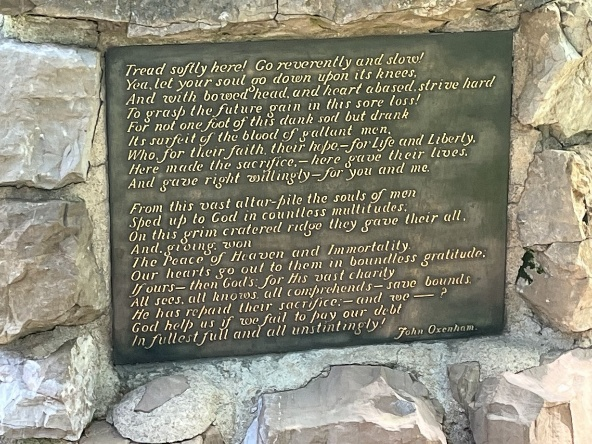 Tread softly here! Go reverently and slow!
Yea, let your soul go down upon its knees,
And with bowed head, and heart abased, strive hard
To grasp the future gain in this sore loss!
For not one foot of this dank sod but drank
Its surfeit of the blood of gallant men,
Who, for their faith, their hope,—for Life and Liberty,
Here made the sacrifice,—here gave their lives,
And gave right willingly—for you and me.
From this vast altar-pile the souls of men
Sped up to God in countless multitudes;
On this grim cratered ridge they gave their all,
And, giving, won
The Peace of Heaven and Immortality.
Our hearts go out to them in boundless gratitude,
If ours—then God's: for His vast charity
All sees, all knows, all comprehends—save bounds.
He has repaid their sacrifice;—and we — ?
God help us if we fail to pay our debt
In fullest full and all unstintingly!
John Oxenham.